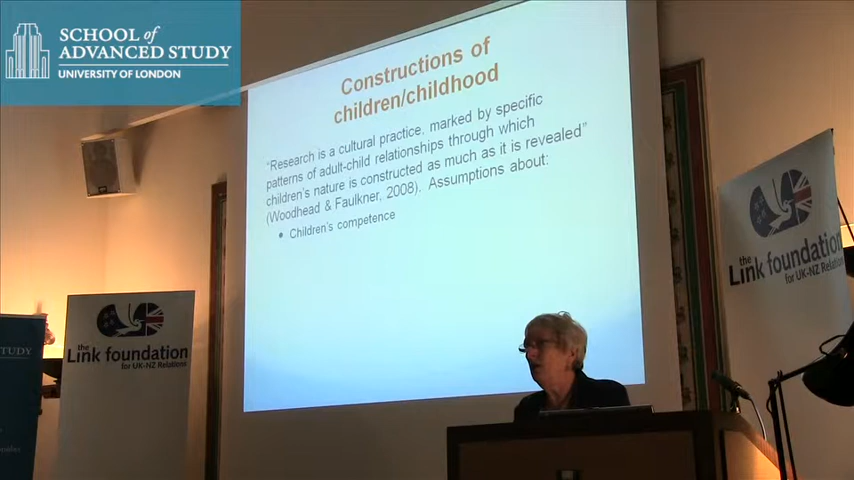 SCHOOL of
ADVANCED STUDY
UNIVERSITY OF LONDON
Constructions of
children/childhood
“Research is a cultural practice, marked by specific
patterns of adult-child relationships through which
children’s nature is constructed as much as it is revealed”
(Woodhead & Faulkner, 2008). Assumptions about:
• Children’s competence
the
Link foundation
for UK-NZ Relations
the
Link foundation
for UK-NZ Relations
STUDY